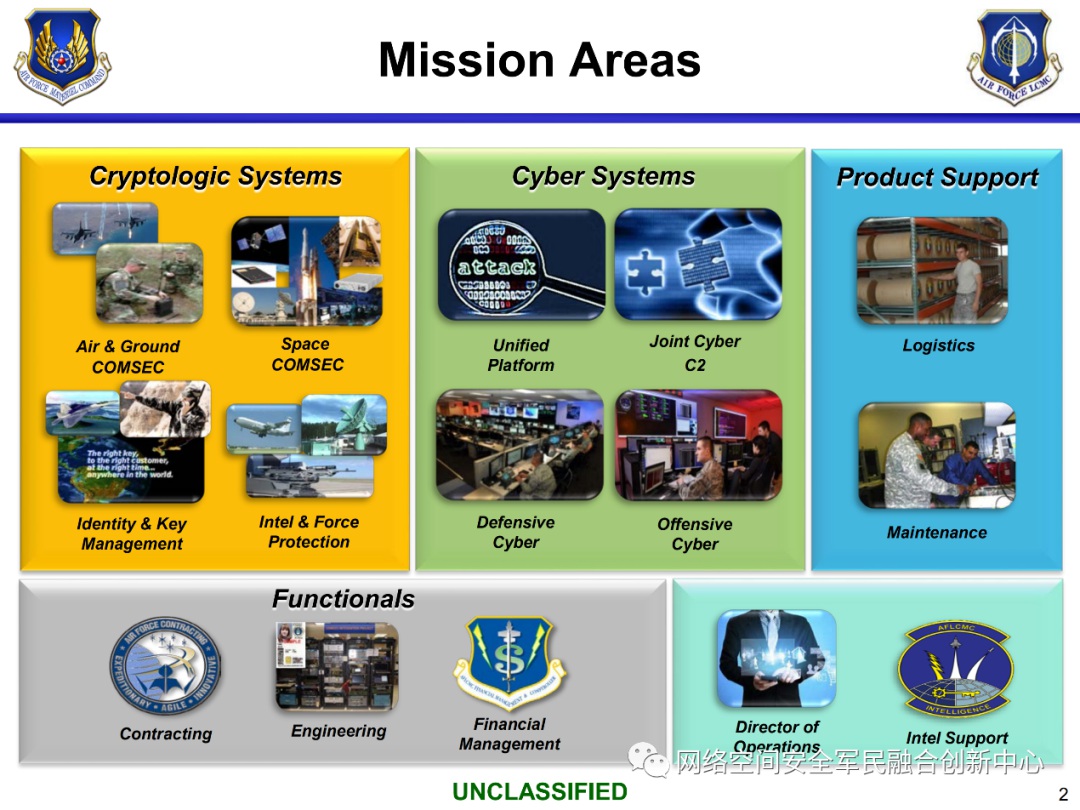 Mission Areas
AIR FORCE MATERIEL COMMAND
AIR FORCE LCMC
Cryptologic Systems
Cyber Systems
Product Support
attack
Air & Ground
COMSEC
Space
COMSEC
Unified
Platform
Joint Cyber
C2
Logistics
The right key,
to the right customer,
at the right time...
anywhere in the world.
Identity & Key
Management
Intel & Force
Protection
Defensive
Cyber
Offensive
Cyber
Maintenance
Functionals
AIR FORCE CONTRACTING
EXPEDITIONARY • AGILE • INNOVATIVE
AFLCMC
INTELLIGENCE
Contracting
Engineering
Financial
Management
Director of
Operations
Intel Support
网络空间安全军民融合创新中心
UNCLASSIFIED
2